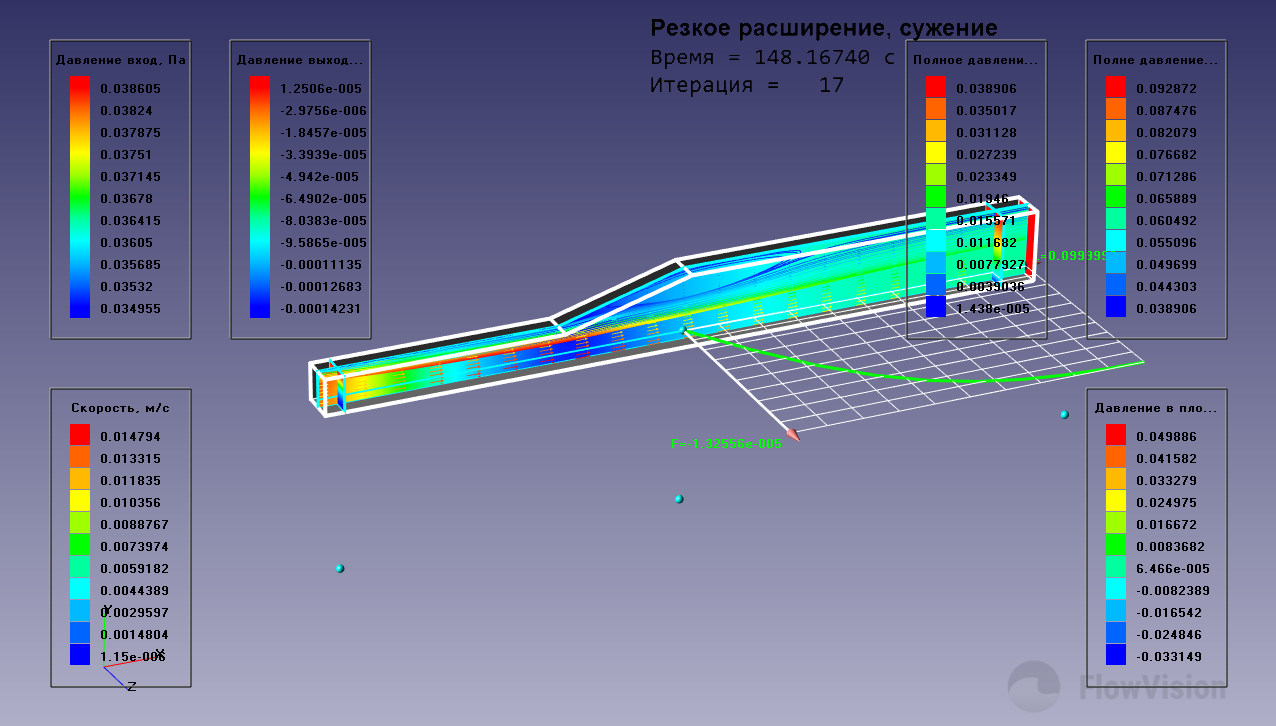 Резкое расширение, сужение
Время = 148.16740 с
Итерация = 17
Давление вход, Па
0.038605
0.03824
0.037875
0.03751
0.037145
0.03678
0.036415
0.03605
0.035685
0.03532
0.034955
Давление выход...
1.2506e-005
-2.9756e-006
-1.8457e-005
-3.3939e-005
-4.942e-005
-6.4902e-005
-8.0383e-005
-9.5865e-005
-0.00011135
-0.00012683
-0.00014231
Полное давлени...
0.038906
0.035017
0.031128
0.027239
0.023349
0.01946
0.015571
0.011682
0.0077927
0.0039036
1.438e-005
Полне давление...
0.092872
0.087476
0.082079
0.076682
0.071286
0.065889
0.060492
0.055096
0.049699
0.044303
0.038906
F=-1.32556e-005
Скорость, м/с
0.014794
0.013315
0.011835
0.010356
0.0088767
0.0073974
0.0059182
0.0044389
0.0029597
0.0014804
1.15e-006
Y
X
Z
Давление в пло...
0.049886
0.041582
0.033279
0.024975
0.016672
0.0083682
6.466e-005
-0.0082389
-0.016542
-0.024846
-0.033149
FlowVision